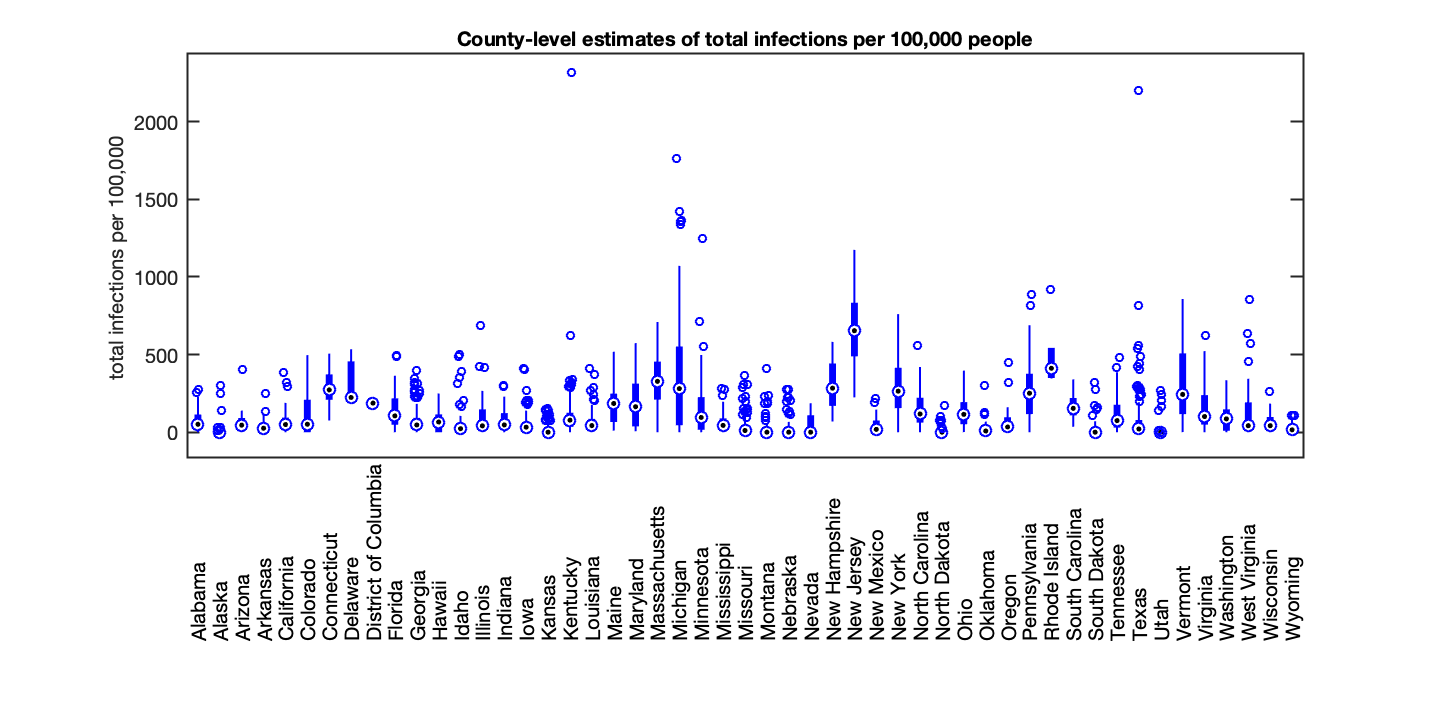 County-level estimates of total infections per 100,000 people
total infections per 100,000
2000
1500
1000
500
0
Alabama
Alaska
Arizona
Arkansas
California
Colorado
Connecticut
Delaware
District of Columbia
Florida
Georgia
Hawaii
Idaho
Illinois
Indiana
Iowa
Kansas
Kentucky
Louisiana
Maine
Maryland
Massachusetts
Michigan
Minnesota
Mississippi
Missouri
Montana
Nebraska
Nevada
New Hampshire
New Jersey
New Mexico
New York
North Carolina
North Dakota
Ohio
Oklahoma
Oregon
Pennsylvania
Rhode Island
South Carolina
South Dakota
Tennessee
Texas
Utah
Vermont
Virginia
Washington
West Virginia
Wisconsin
Wyoming